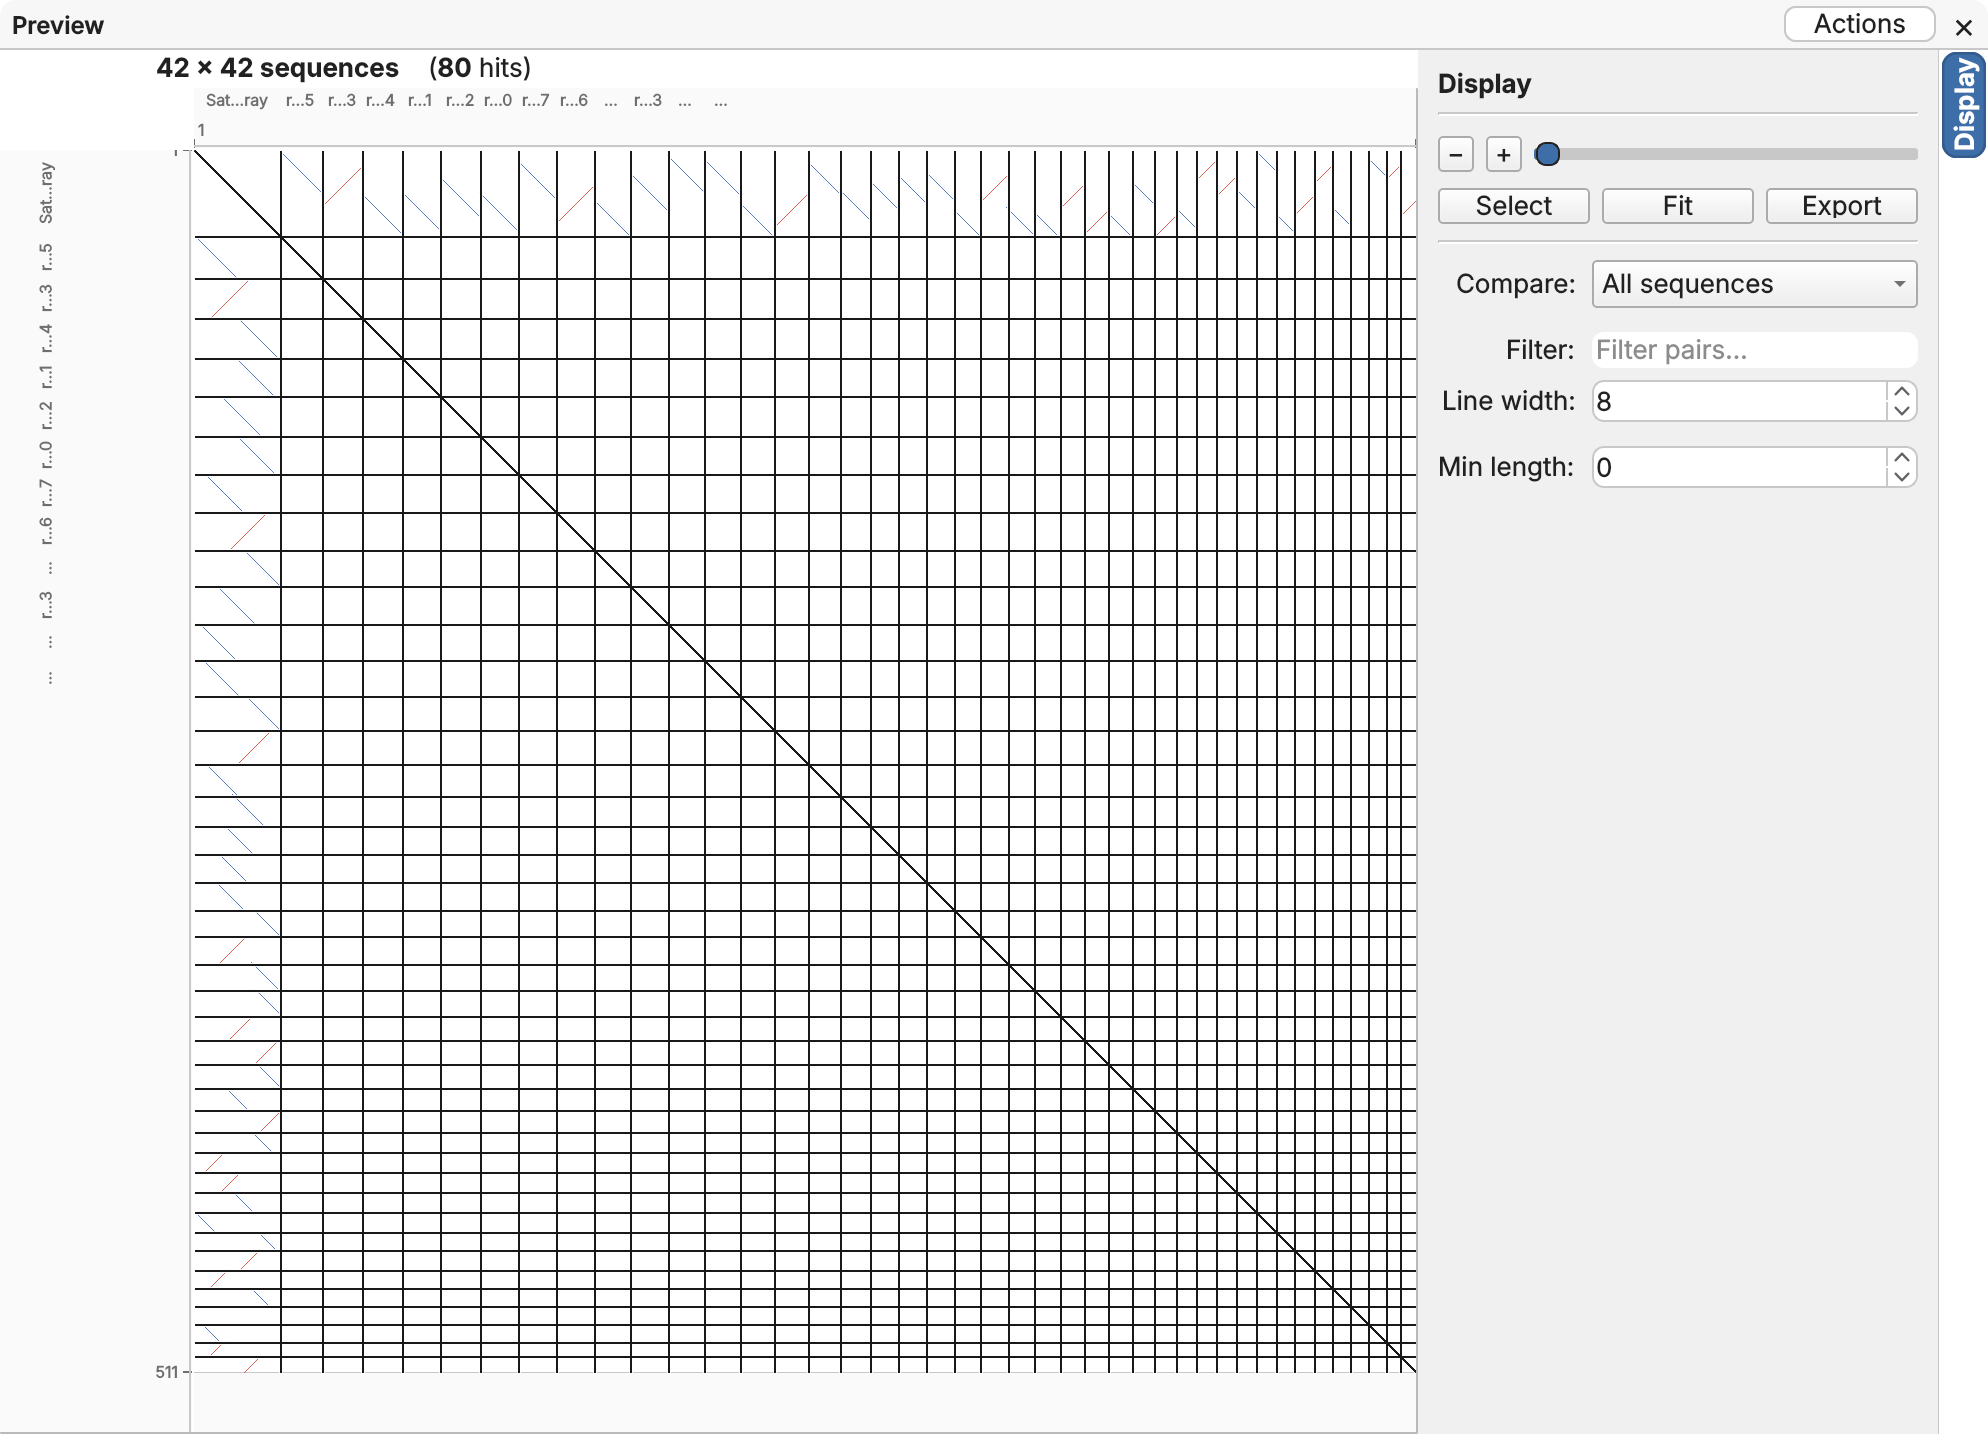 Preview
Actions
42 × 42 sequences (80 hits)
Sat...ray r...5 r...3 r...4 r...1 r...2 r...0 r...7 r...6 ... r...3 ... ...
1
1
Sat...ray
r...5
r...3
r...4
r...1
r...2
r...0
r...7
r...6
...
r...3
...
...
511
Display
Display
− +
Select Fit Export
Compare: All sequences
Filter: Filter pairs...
Line width: 8
Min length: 0